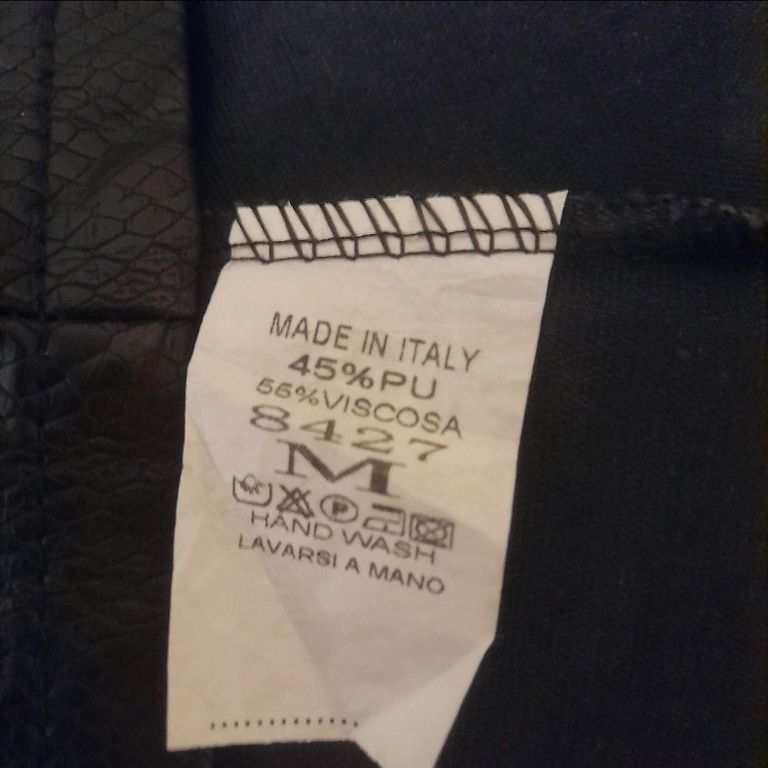 MADE IN ITALY
45%PU
55%VISCOSA
8427
M
P
HAND WASH
LAVARSI A MANO